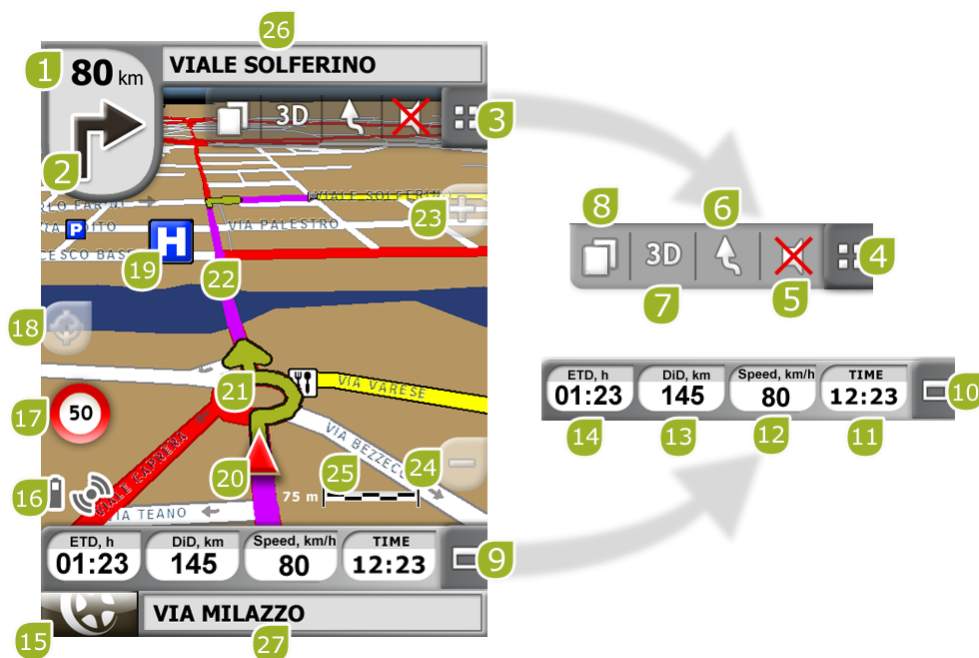 26
1
80 km
VIALE SOLFERINO
3D
3
2
VIALE SOLFERINO
23
P
VIA PALESTRO
H
19
22
18
21
VIA VARESE
17
50
VIA BEZZECC
VIALE CAPRERA
20
25
24
16
75 m
VIA TEANO
ETD, h
DiD, km
Speed, km/h
TIME
01:23
145
80
12:23
9
15
VIA MILAZZO
27
8
6
3D
4
7
5
ETD, h
DiD, km
Speed, km/h
TIME
01:23
145
80
12:23
10
14
13
12
11